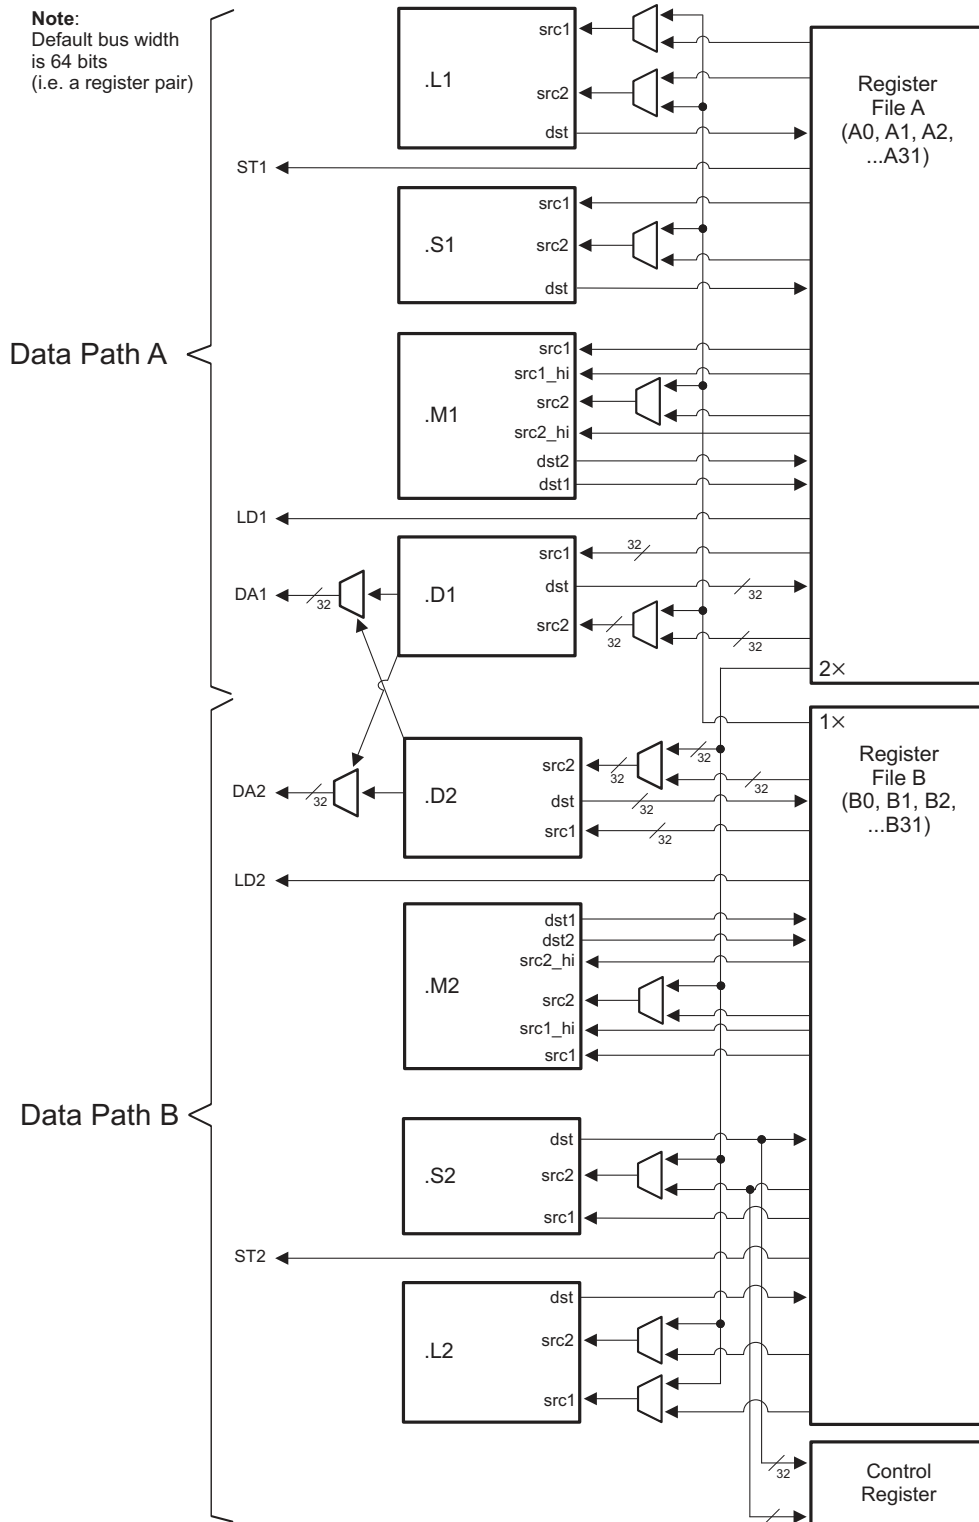 Note:
Default bus width
is 64 bits
(i.e. a register pair)
src1
.L1
src2
dst
Register
File A
(A0, A1, A2,
...A31)
ST1
src1
.S1
src2
dst
Data Path A
src1
src1_hi
src2
.M1
src2_hi
dst2
dst1
LD1
32
src1
.D1
dst
32
DA1
32
src2
32
32
2×
1×
Register
File B
(B0, B1, B2,
...B31)
32
src2
32
32
DA2
32
.D2
dst
32
src1
32
LD2
dst1
dst2
src2_hi
.M2
src2
src1_hi
src1
Data Path B
dst
.S2
src2
src1
ST2
dst
src2
.L2
src1
32
Control
Register